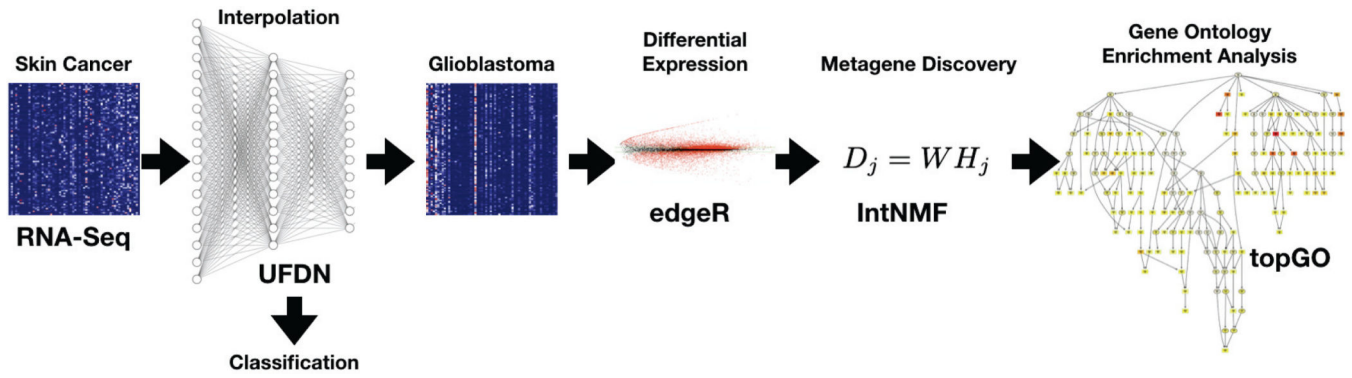 Skin Cancer
RNA-Seq
Interpolation
UFDN
Classification
Glioblastoma
Differential
Expression
edgeR
Metagene Discovery
D_j = WH_j
IntNMF
Gene Ontology
Enrichment Analysis
topGO